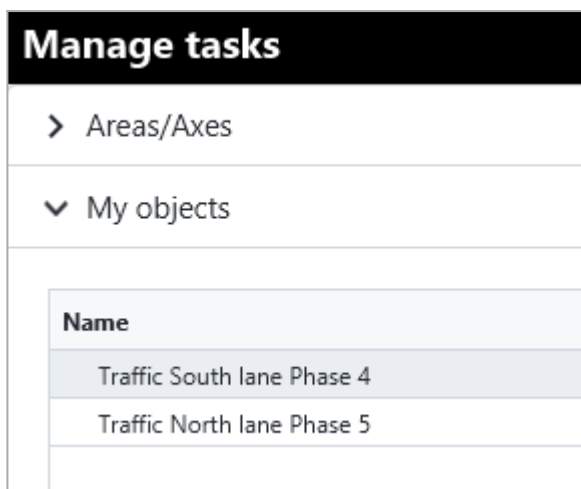 Manage tasks
Areas/Axes
My objects
Name
Traffic South lane Phase 4
Traffic North lane Phase 5